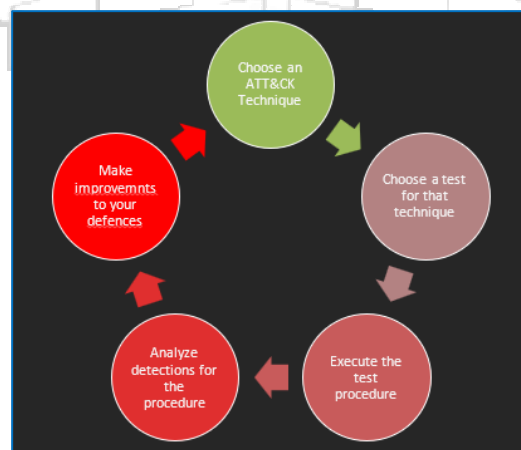 Choose an
ATT&CK
Technique
Choose a test
for that
technique
Execute the
test
procedure
Analyze
detections for
the
procedure
Make
improvemnts
to your
defences